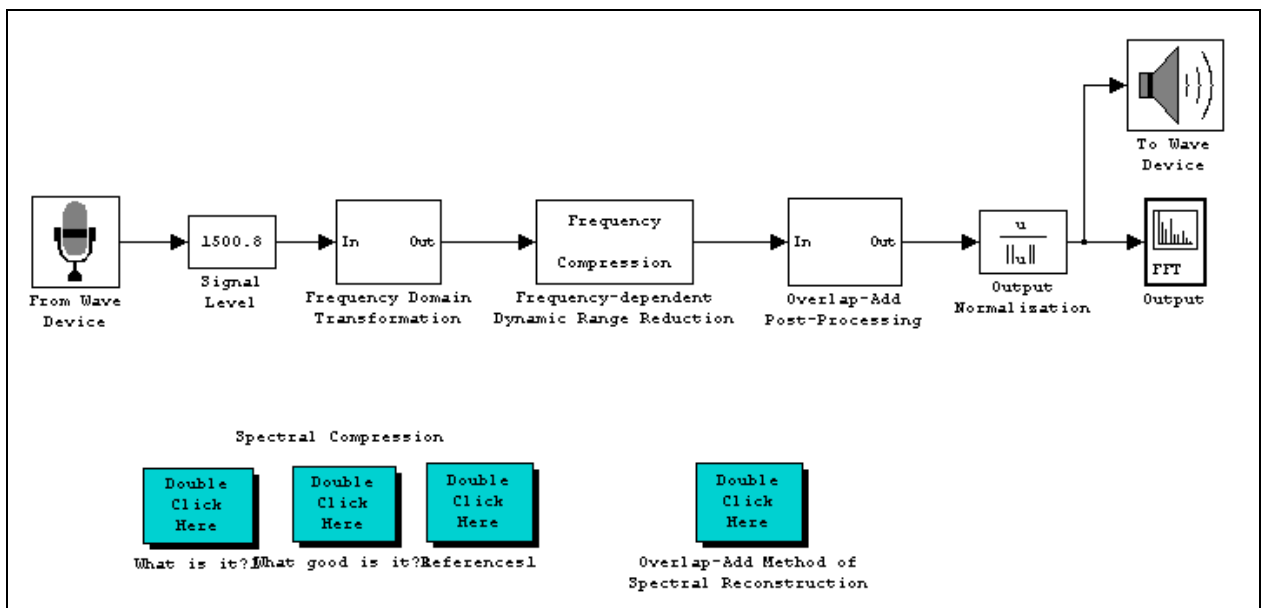 To Wave
Device
1500.8
In Out
Frequency
Compression
In Out
u
||u||
FFT
From Wave
Device
Signal
Level
Frequency Domain
Transformation
Frequency-dependent
Dynamic Range Reduction
Overlap-Add
Post-Processing
Output
Normalization
Output
Spectral Compression
Double
Click
Here
Double
Click
Here
Double
Click
Here
Double
Click
Here
What is it?1
What good is it?1
References1
Overlap-Add Method of
Spectral Reconstruction